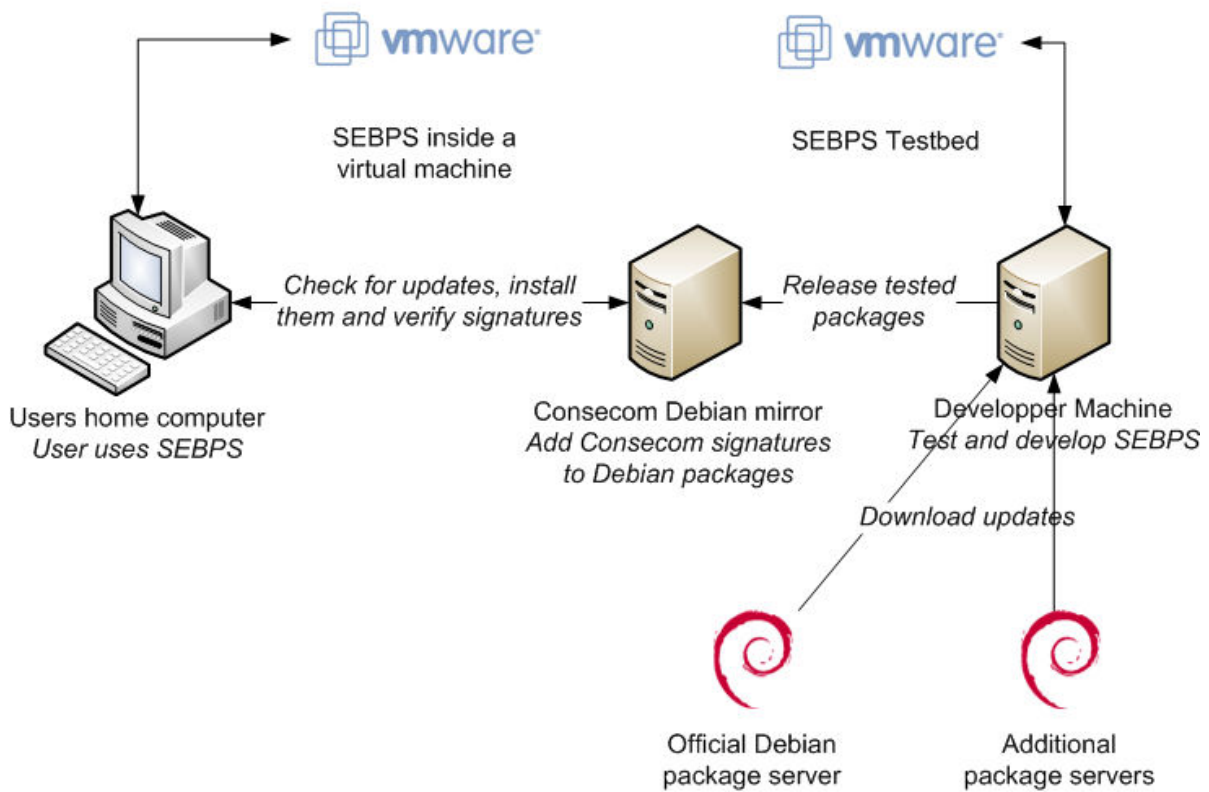 vmware®
vmware®
SEBPS inside a
virtual machine
SEBPS Testbed
Check for updates, install
them and verify signatures
Release tested
packages
Users home computer
User uses SEBPS
Consecom Debian mirror
Add Consecom signatures
to Debian packages
Developper Machine
Test and develop SEBPS
Download updates
Official Debian
package server
Additional
package servers